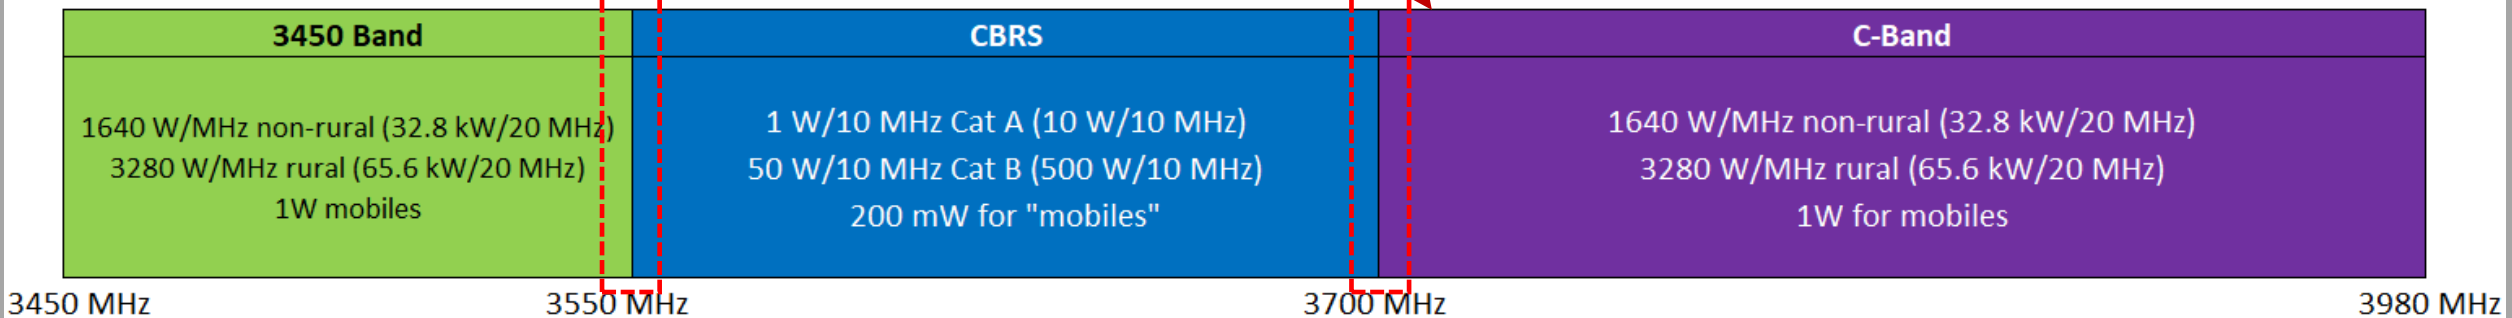 3450 Band
1640 W/MHz non-rural (32.8 kW/20 MHz)
3280 W/MHz rural (65.6 kW/20 MHz)
1W mobiles
CBRS
1 W/10 MHz Cat A (10 W/10 MHz)
50 W/10 MHz Cat B (500 W/10 MHz)
200 mW for "mobiles"
C-Band
1640 W/MHz non-rural (32.8 kW/20 MHz)
3280 W/MHz rural (65.6 kW/20 MHz)
1W for mobiles
3450 MHz
3550 MHz
3700 MHz
3980 MHz